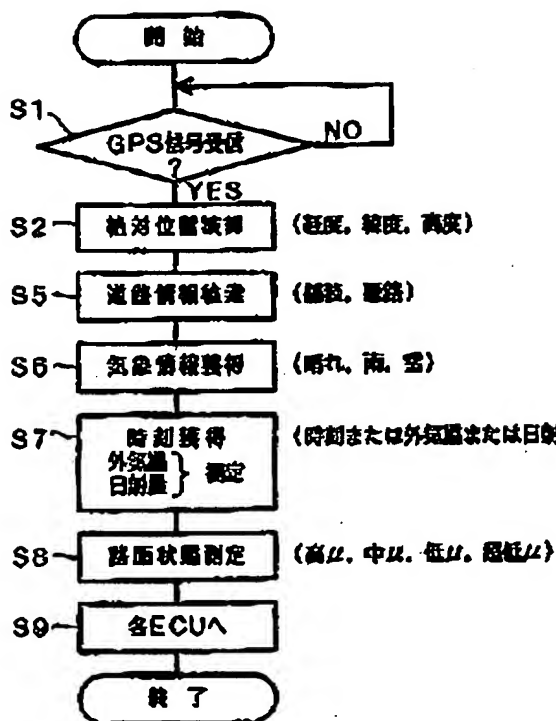 開始
S1
GPS信号受信
?
NO
YES
S2 絶対位置演算 (経度, 緯度, 高度)
S5 道路情報検索 (舗装, 悪路)
S6 気象情報獲得 (晴れ, 雨, 雪)
S7 時刻獲得 (時刻または外気温または日射
外気温
日射量 } 測定
S8 路面状態測定 (高μ, 中μ, 低μ, 超低μ)
S9 各ECUへ
終了